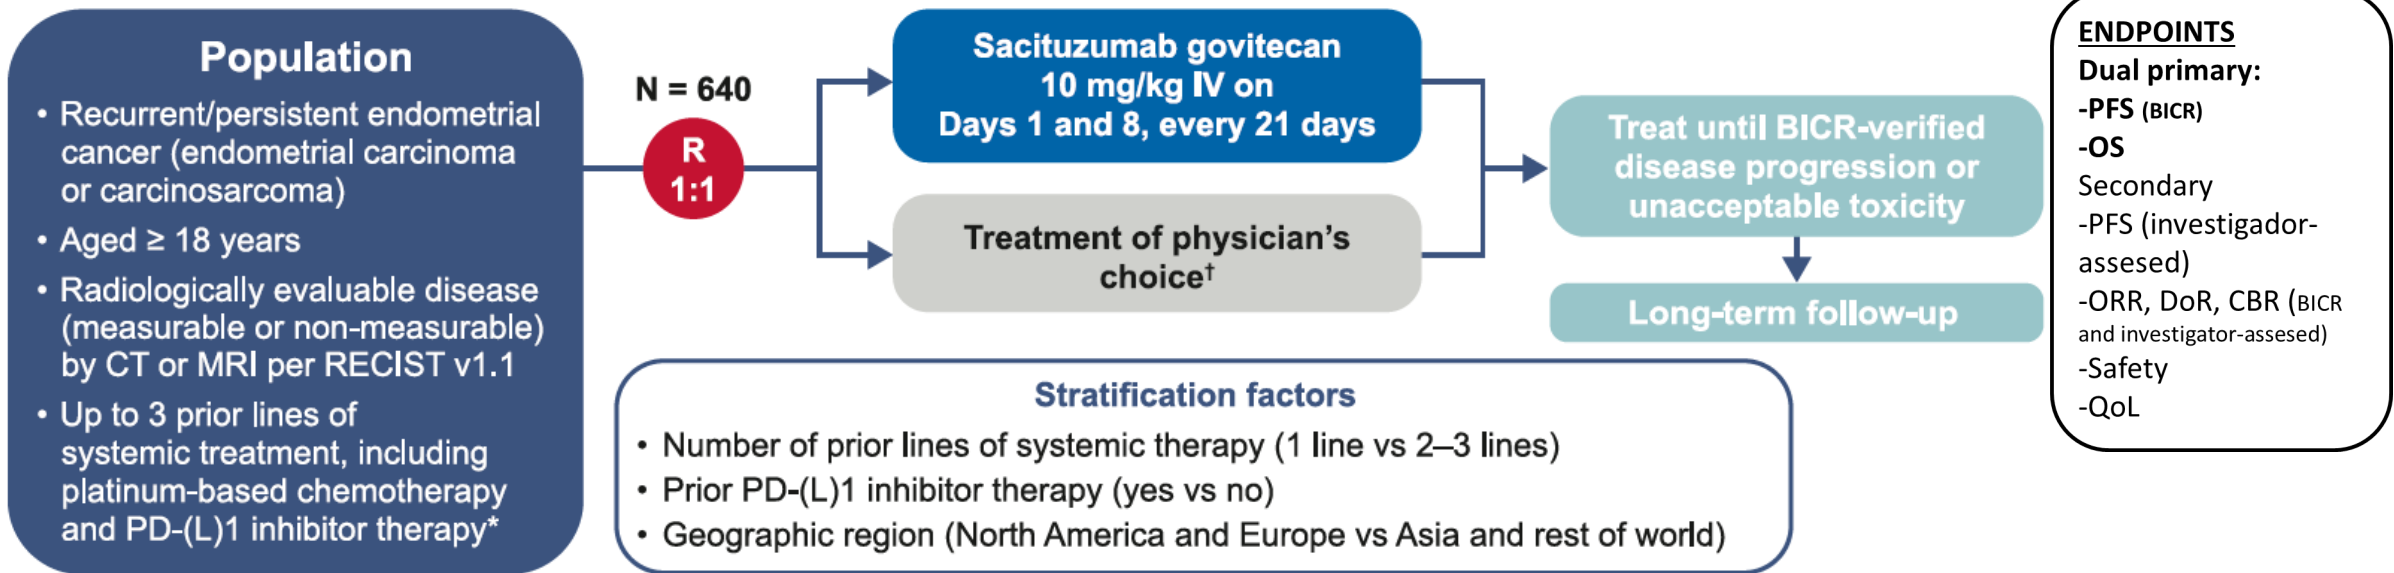 Population
• Recurrent/persistent endometrial
cancer (endometrial carcinoma
or carcinosarcoma)
• Aged ≥ 18 years
• Radiologically evaluable disease
(measurable or non-measurable)
by CT or MRI per RECIST v1.1
• Up to 3 prior lines of
systemic treatment, including
platinum-based chemotherapy
and PD-(L)1 inhibitor therapy*
N = 640
R
1:1
Sacituzumab govitecan
10 mg/kg IV on
Days 1 and 8, every 21 days
Treatment of physician's
choice†
Treat until BICR-verified
disease progression or
unacceptable toxicity
Long-term follow-up
Stratification factors
• Number of prior lines of systemic therapy (1 line vs 2–3 lines)
• Prior PD-(L)1 inhibitor therapy (yes vs no)
• Geographic region (North America and Europe vs Asia and rest of world)
ENDPOINTS
Dual primary:
-PFS (BICR)
-OS
Secondary
-PFS (investigador-
assesed)
-ORR, DoR, CBR (BICR
and investigator-assesed)
-Safety
-QoL